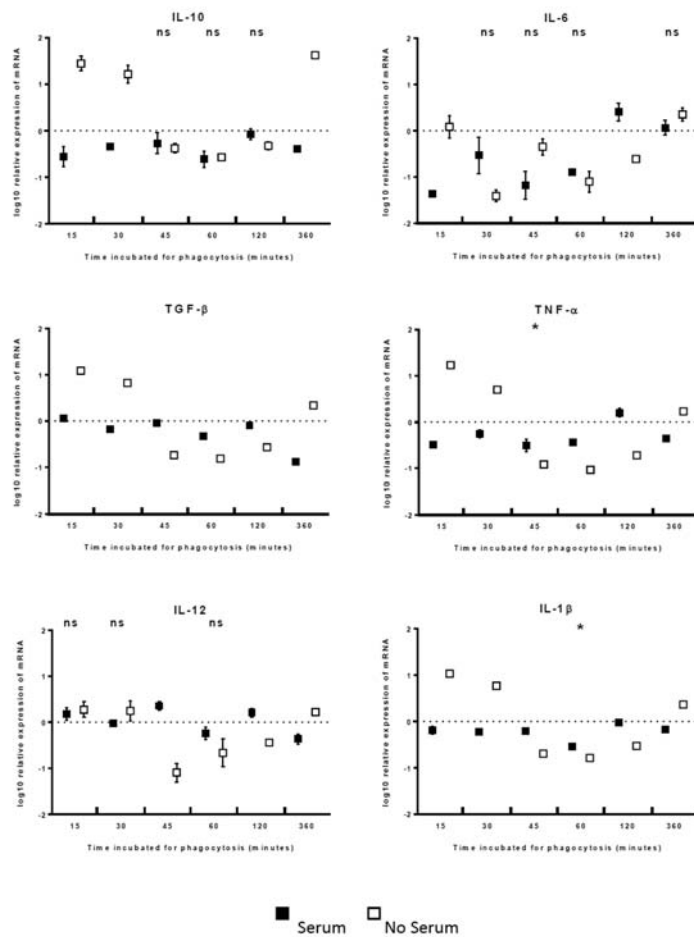 IL-10
ns ns ns
log10 relative expression of mRNA
2
1
0
-1
-2
15 30 45 60 120 360
Time incubated for phagocytosis (minutes)
IL-6
ns ns ns ns
log10 relative expression of mRNA
2
1
0
-1
-2
15 30 45 60 120 360
Time incubated for phagocytosis (minutes)
TGF-β
log10 relative expression of mRNA
2
1
0
-1
-2
15 30 45 60 120 360
Time incubated for phagocytosis (minutes)
TNF-α
*
log10 relative expression of mRNA
2
1
0
-1
-2
15 30 45 60 120 360
Time incubated for phagocytosis (minutes)
IL-12
ns ns ns
log10 relative expression of mRNA
2
1
0
-1
-2
15 30 45 60 120 360
Time incubated for phagocytosis (minutes)
IL-1β
*
log10 relative expression of mRNA
2
1
0
-1
-2
15 30 45 60 120 360
Time incubated for phagocytosis (minutes)
Serum No Serum